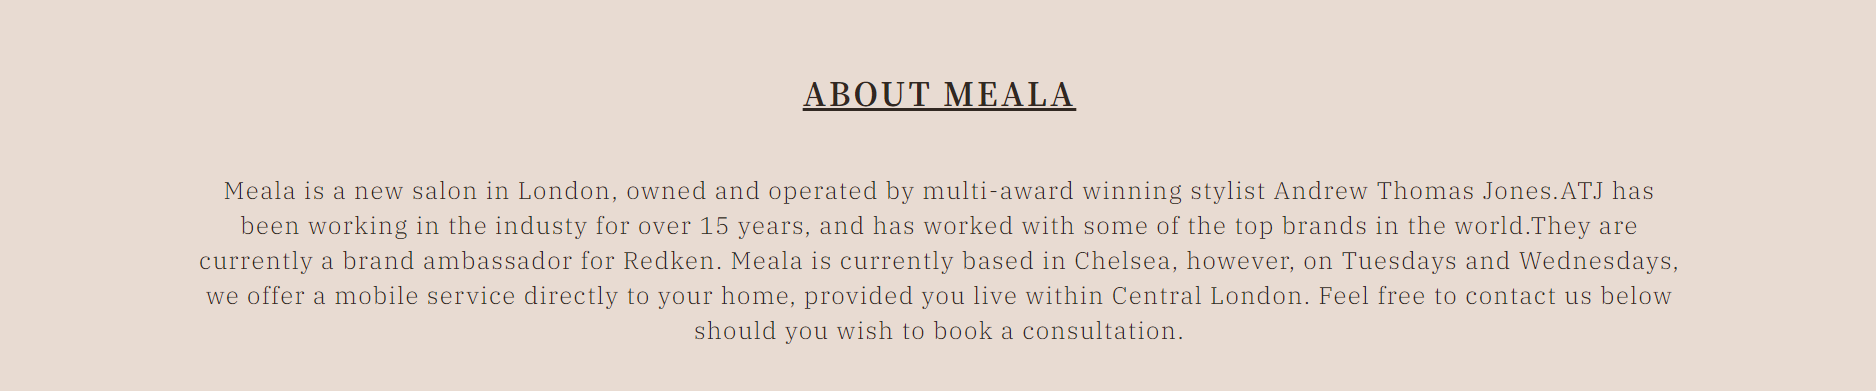 ABOUT MEALA
Meala is a new salon in London, owned and operated by multi-award winning stylist Andrew Thomas Jones.ATJ has
been working in the industy for over 15 years, and has worked with some of the top brands in the world.They are
currently a brand ambassador for Redken. Meala is currently based in Chelsea, however, on Tuesdays and Wednesdays,
we offer a mobile service directly to your home, provided you live within Central London. Feel free to contact us below
should you wish to book a consultation.